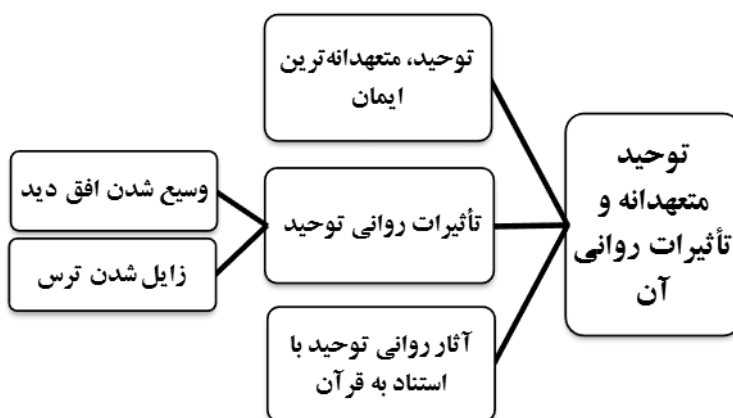 توحید
متعهدانه و
تأثیرات روانی
آن
توحید، متعهدانه‌ترین
ایمان
تأثیرات روانی توحید
وسیع شدن افق دید
زایل شدن ترس
آثار روانی توحید با
استناد به قرآن